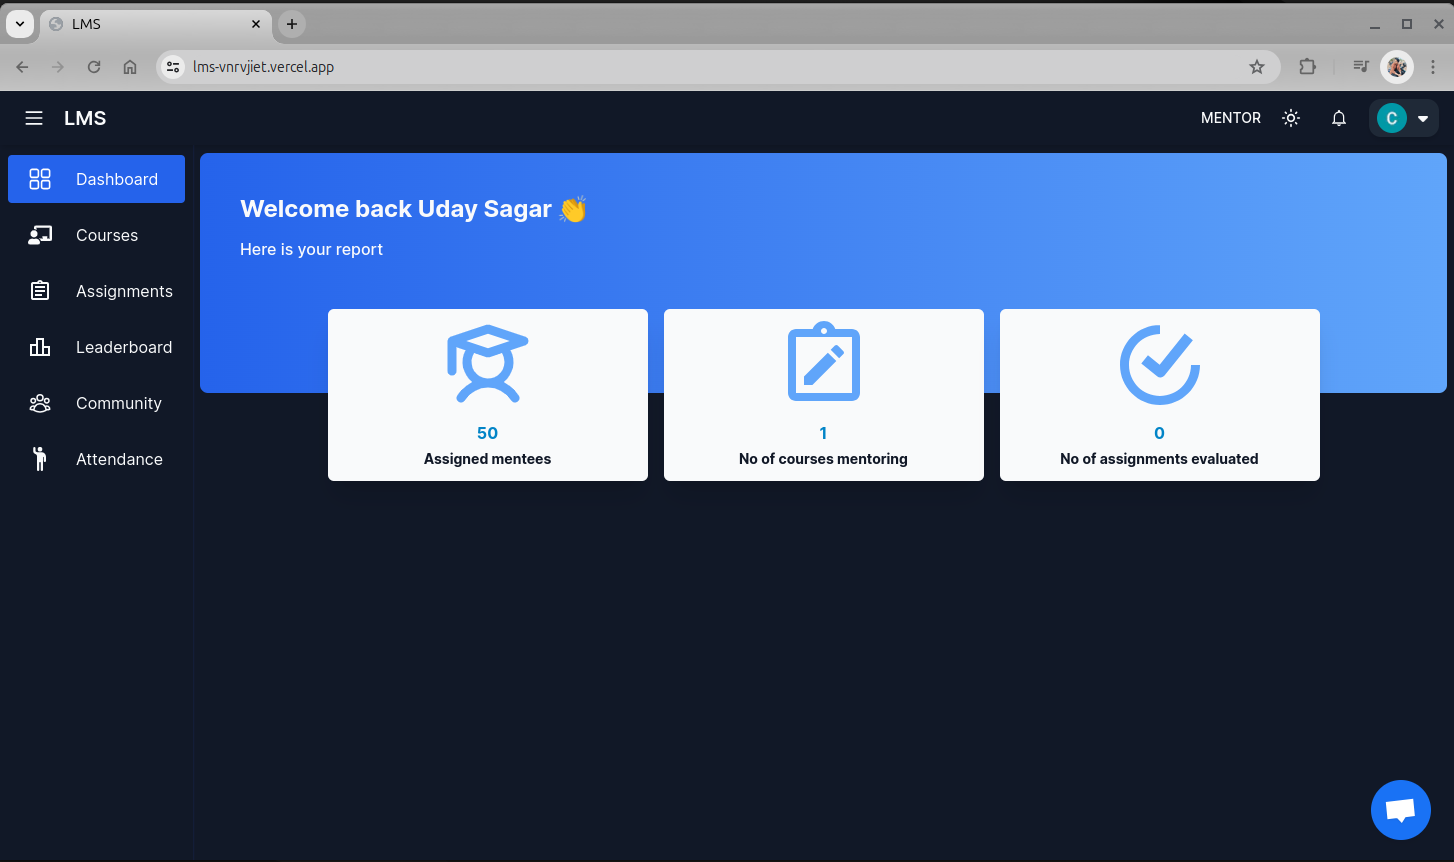 LMS
lms-vnrvjiet.vercel.app
LMS
MENTOR
C
Dashboard
Courses
Assignments
Leaderboard
Community
Attendance
Welcome back Uday Sagar 👏
Here is your report
50
Assigned mentees
1
No of courses mentoring
0
No of assignments evaluated